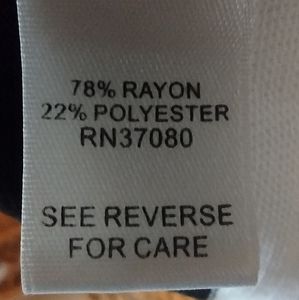 78% RAYON
22% POLYESTER
RN37080
SEE REVERSE
FOR CARE